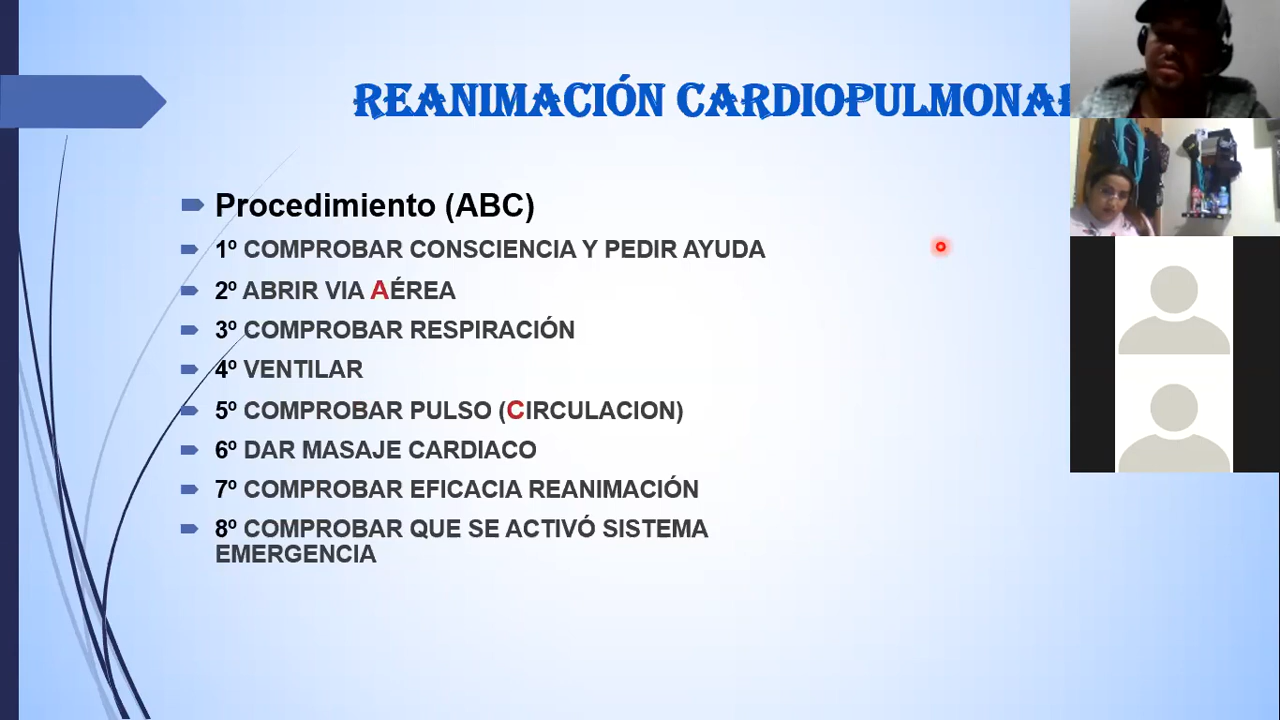 REANIMACIÓN CARDIOPULMONAR
Procedimiento (ABC)
1º COMPROBAR CONSCIENCIA Y PEDIR AYUDA
2º ABRIR VIA AÉREA
3º COMPROBAR RESPIRACIÓN
4º VENTILAR
5º COMPROBAR PULSO (CIRCULACION)
6º DAR MASAJE CARDIACO
7º COMPROBAR EFICACIA REANIMACIÓN
8º COMPROBAR QUE SE ACTIVÓ SISTEMA
EMERGENCIA